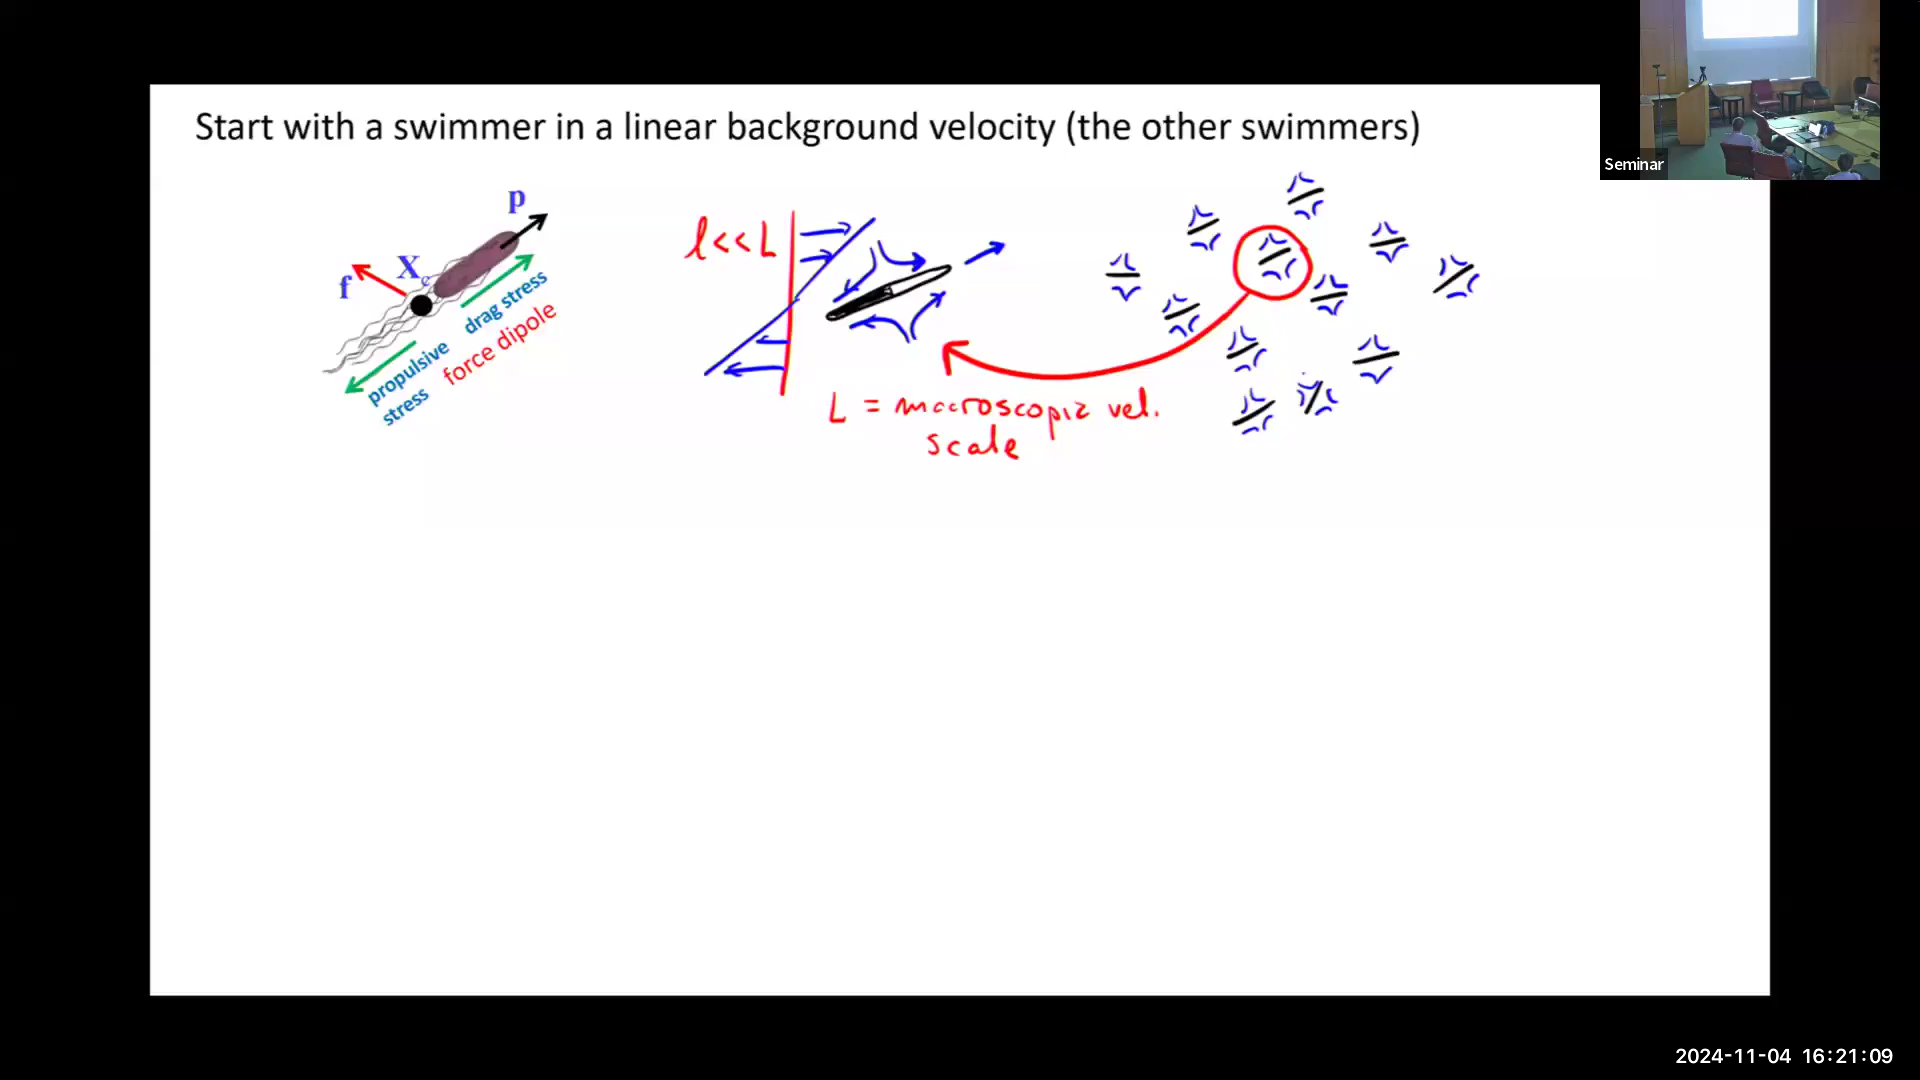 Start with a swimmer in a linear background velocity (the other swimmers)
Seminar
p
f
X_c
drag stress
force dipole
propulsive
stress
l<<L
L = macroscopic vel.
scale
2024-11-04 16:21:09